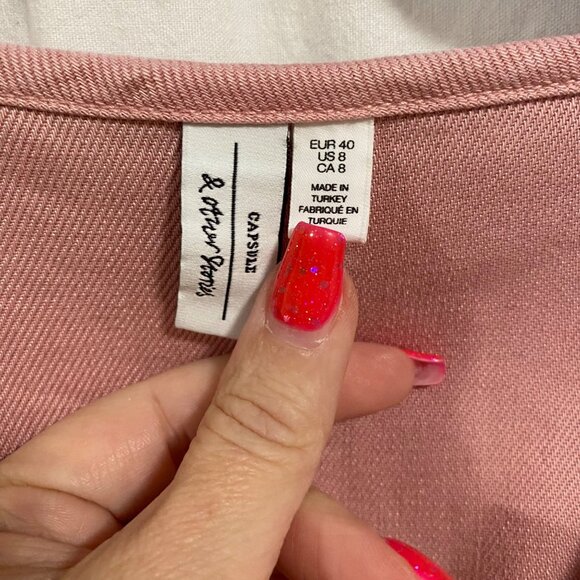 & other Stories
CAPSULE
EUR 40
US 8
CA 8
MADE IN
TURKEY
FABRIQUÉ EN
TURQUIE